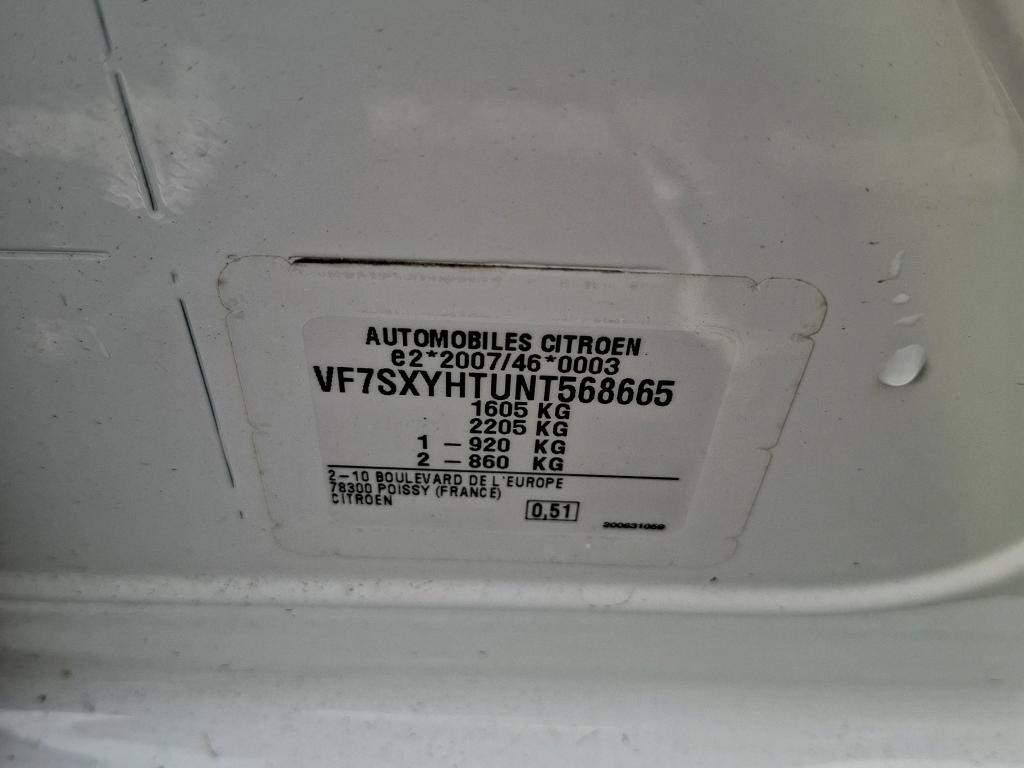 AUTOMOBILES CITROEN
e2*2007/46*0003
VF7SXYHTUNT568665
1605 KG
2205 KG
1 – 920 KG
2 – 860 KG
2–10 BOULEVARD DE L'EUROPE
78300 POISSY (FRANCE)
CITROEN
0,51